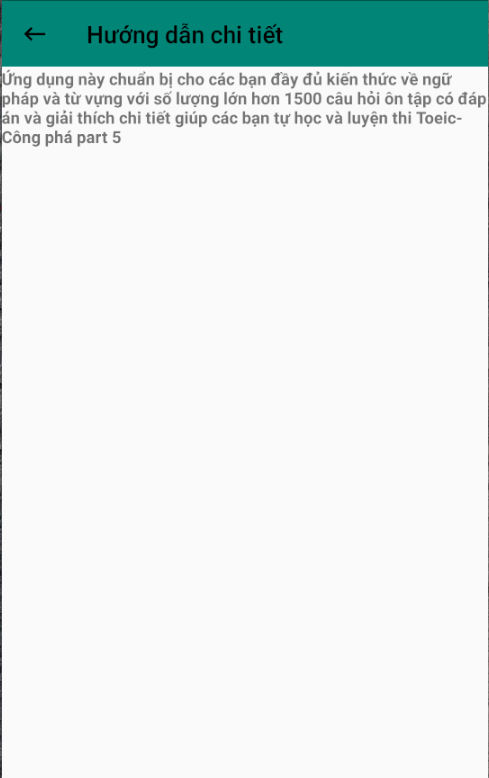 Hướng dẫn chi tiết
Ứng dụng này chuẩn bị cho các bạn đầy đủ kiến thức về ngữ
pháp và từ vựng với số lượng lớn hơn 1500 câu hỏi ôn tập có đáp
án và giải thích chi tiết giúp các bạn tự học và luyện thi Toeic-
Công phá part 5